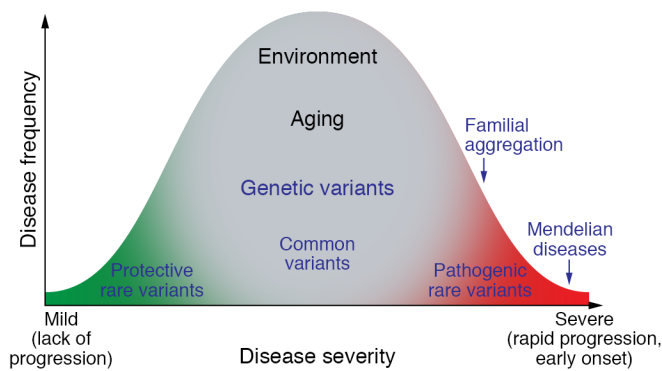 Disease frequency
Environment
Aging
Genetic variants
Common
variants
Familial
aggregation
Mendelian
diseases
Protective
rare variants
Pathogenic
rare variants
Mild
(lack of
progression)
Disease severity
Severe
(rapid progression,
early onset)